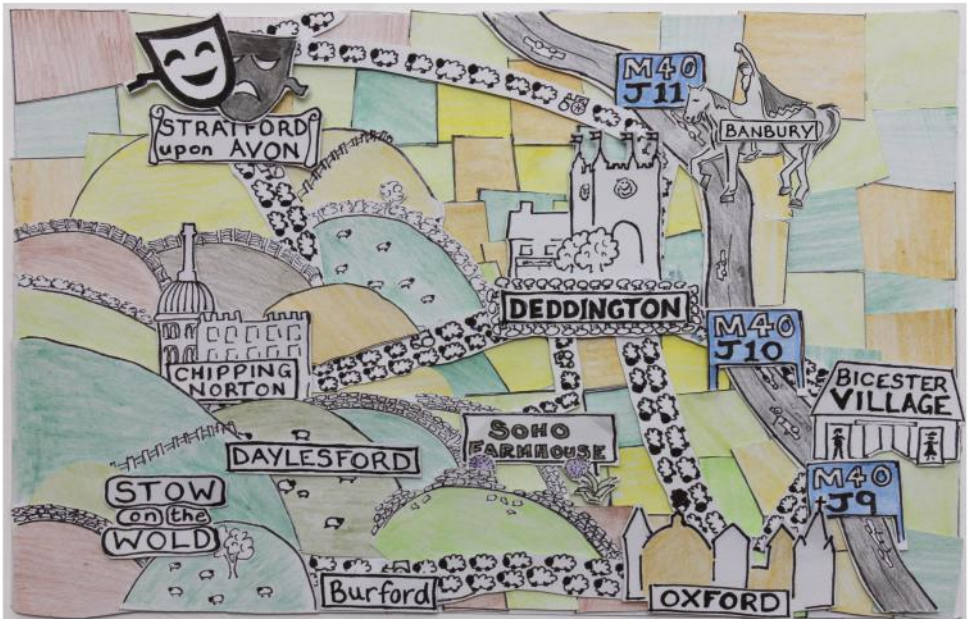 STRATFORD
upon AVON
M40
J11
BANBURY
DEDDINGTON
M40
J10
CHIPPING
NORTON
BICESTER
VILLAGE
SOHO
FARMHOUSE
DAYLESFORD
M40
J9
STOW
on the
WOLD
Burford
OXFORD